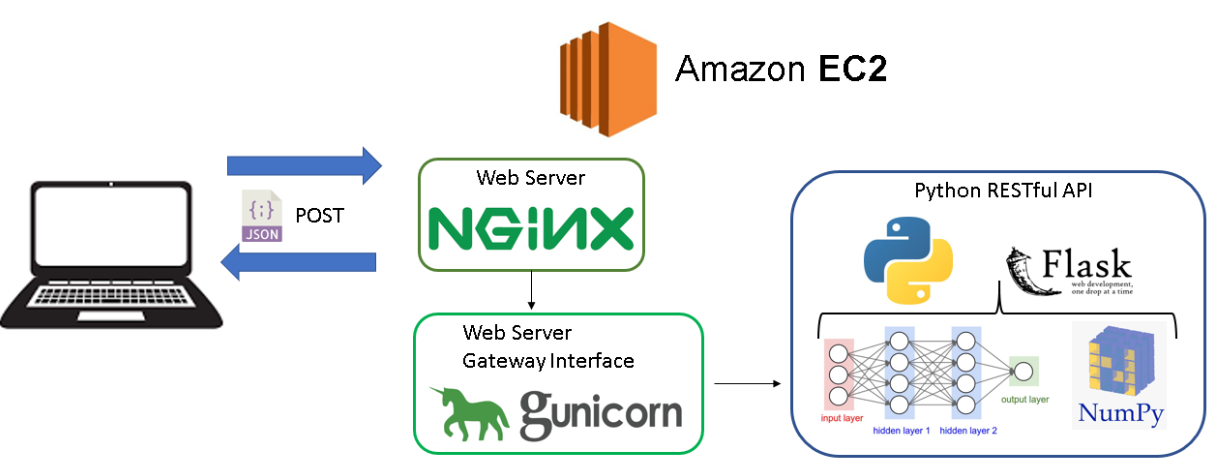 Amazon EC2
{;}
JSON
POST
Web Server
NGINX
Web Server
Gateway Interface
gunicorn
Python RESTful API
Flask
web development,
one drop at a time
input layer
hidden layer 1
hidden layer 2
output layer
NumPy